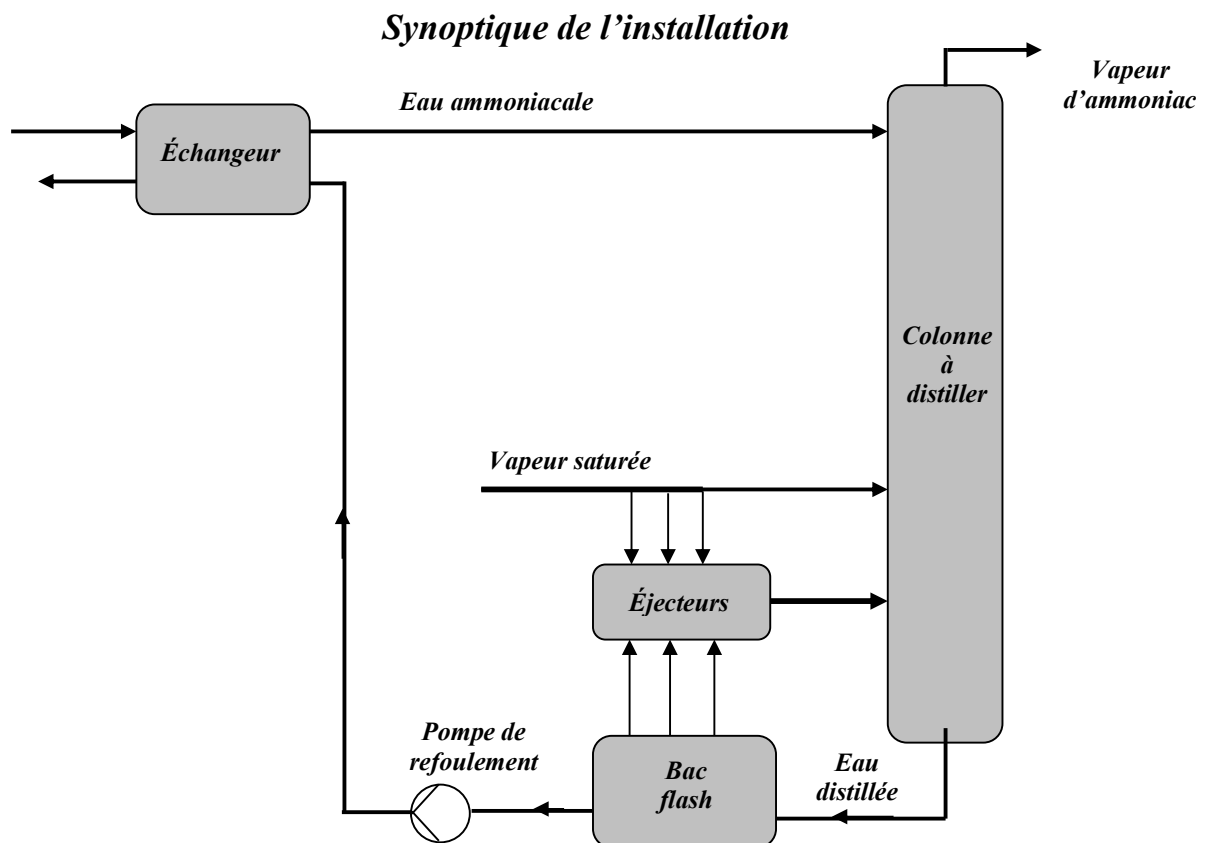 Synoptique de l’installation
Vapeur
d’ammoniac
Eau ammoniacale
Échangeur
Colonne
à
distiller
Vapeur saturée
Éjecteurs
Pompe de
refoulement
Bac
flash
Eau
distillée